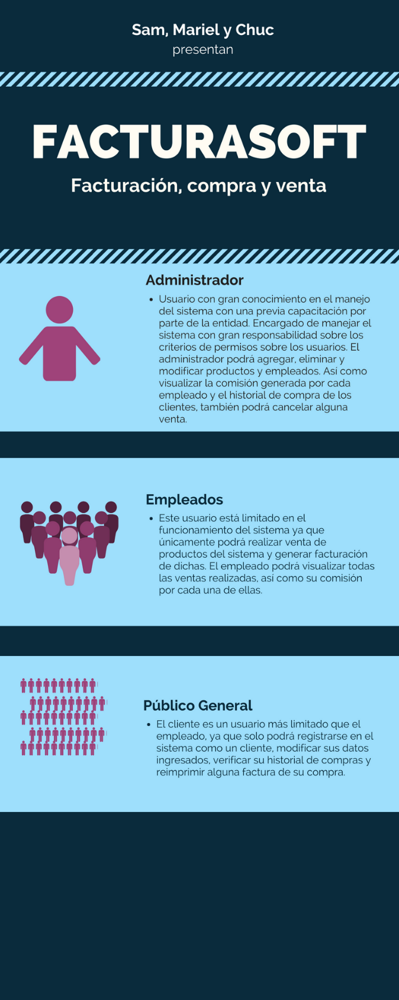 Sam, Mariel y Chuc
presentan
FACTURASOFT
Facturación, compra y venta
Administrador
• Usuario con gran conocimiento en el manejo
del sistema con una previa capacitación por
parte de la entidad. Encargado de manejar el
sistema con gran responsabilidad sobre los
criterios de permisos sobre los usuarios. El
administrador podrá agregar, eliminar y
modificar productos y empleados. Así como
visualizar la comisión generada por cada
empleado y el historial de compra de los
clientes, también podrá cancelar alguna
venta.
Empleados
• Este usuario está limitado en el
funcionamiento del sistema ya que
únicamente podrá realizar venta de
productos del sistema y generar facturación
de dichas. El empleado podrá visualizar todas
las ventas realizadas, así como su comisión
por cada una de ellas.
Público General
• El cliente es un usuario más limitado que el
empleado, ya que solo podrá registrarse en el
sistema como un cliente, modificar sus datos
ingresados, verificar su historial de compras y
reimprimir alguna factura de su compra.